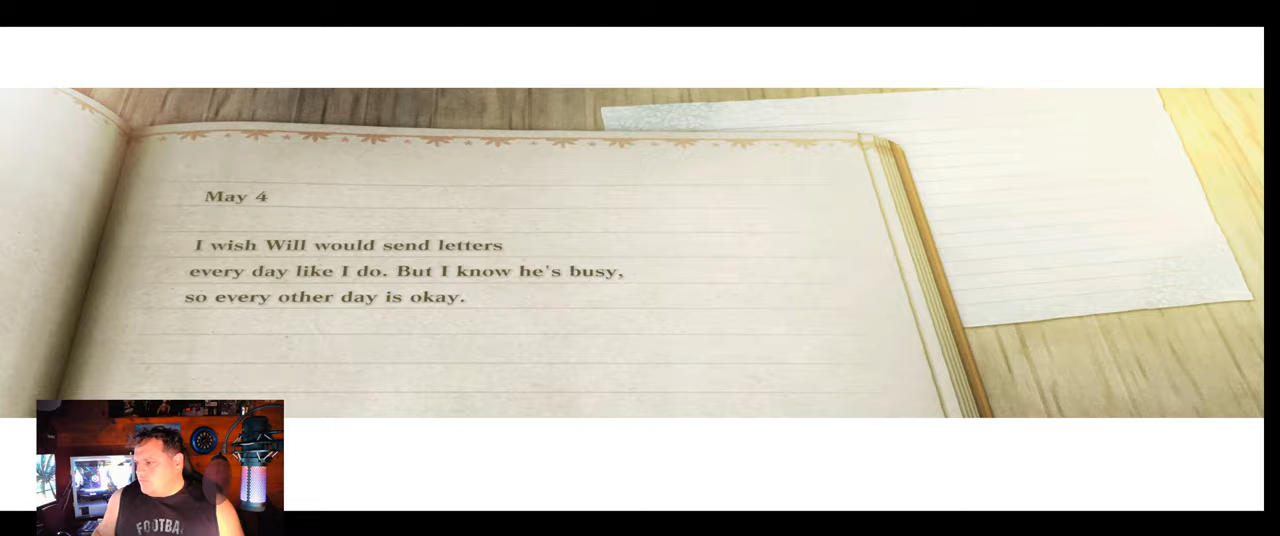 May 4
I wish Will would send letters
every day like I do. But I know he's busy,
so every other day is okay.
FOOTBA